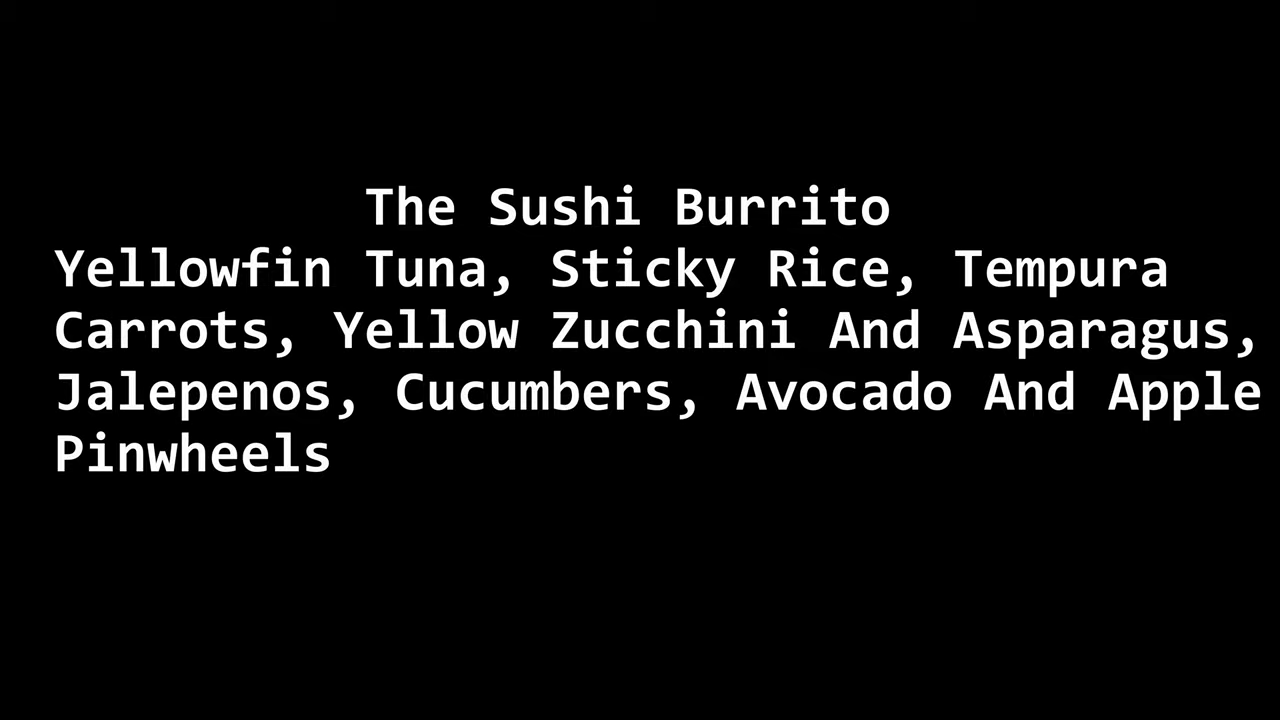 The Sushi Burrito
Yellowfin Tuna, Sticky Rice, Tempura
Carrots, Yellow Zucchini And Asparagus,
Jalepenos, Cucumbers, Avocado And Apple
Pinwheels